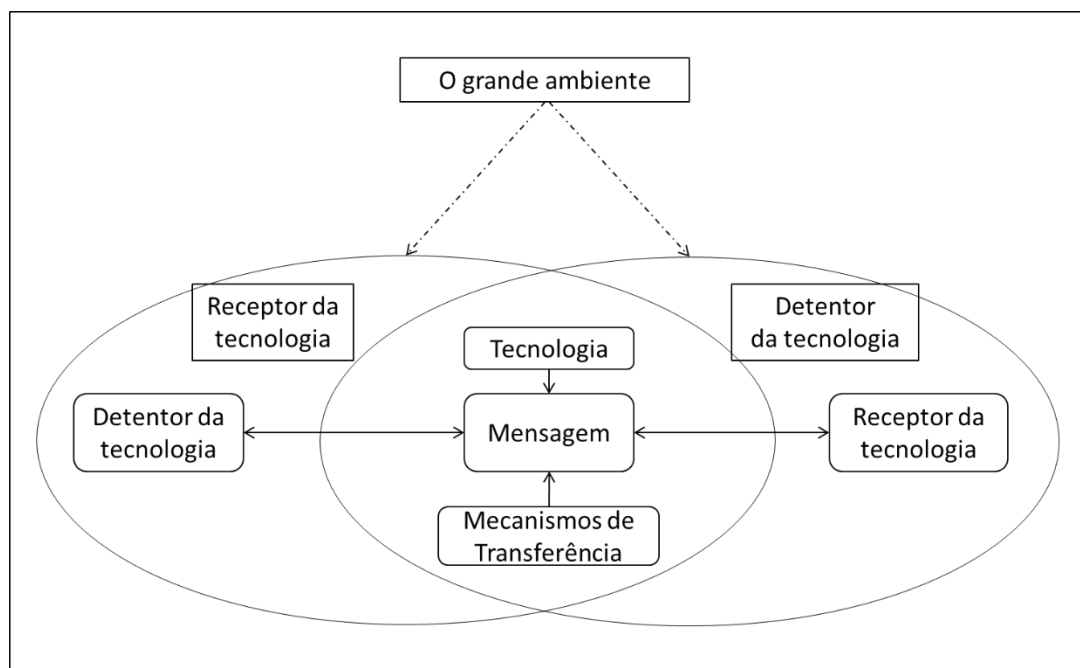 O grande ambiente
Receptor da
tecnologia
Detentor
da tecnologia
Tecnologia
Detentor da
tecnologia
Mensagem
Receptor da
tecnologia
Mecanismos de
Transferência